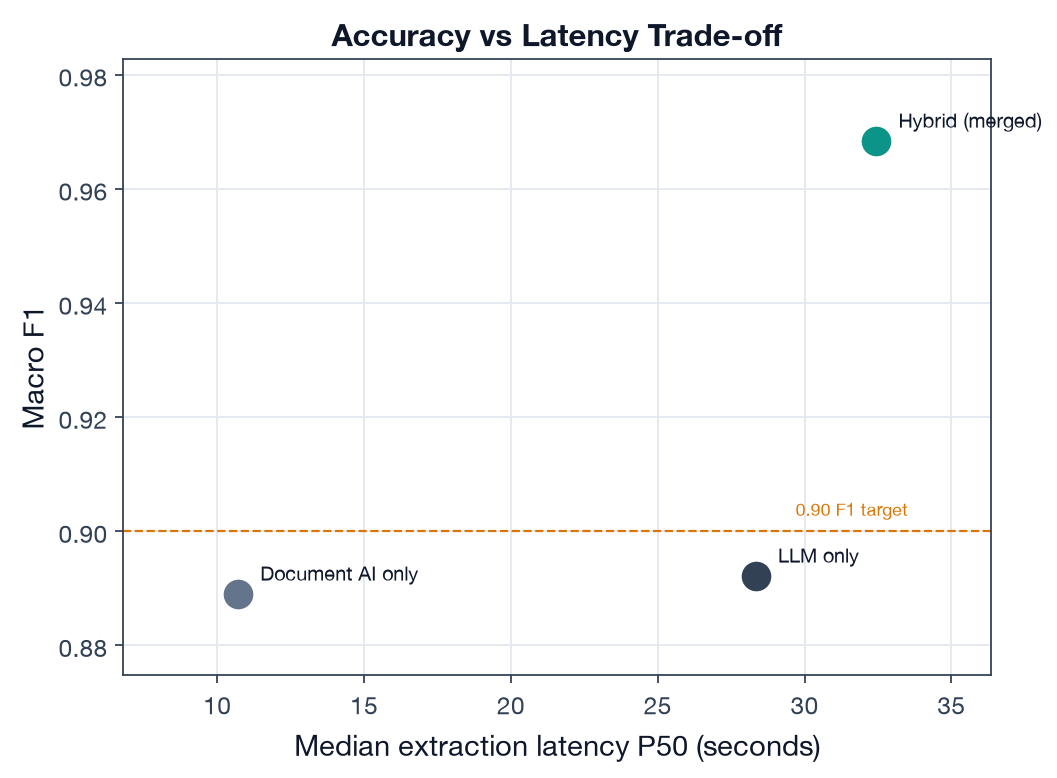 Accuracy vs Latency Trade-off
0.98
Hybrid (merged)
0.96
0.94
Macro F1
0.92
0.90 F1 target
0.90
LLM only
Document AI only
0.88
10 15 20 25 30 35
Median extraction latency P50 (seconds)